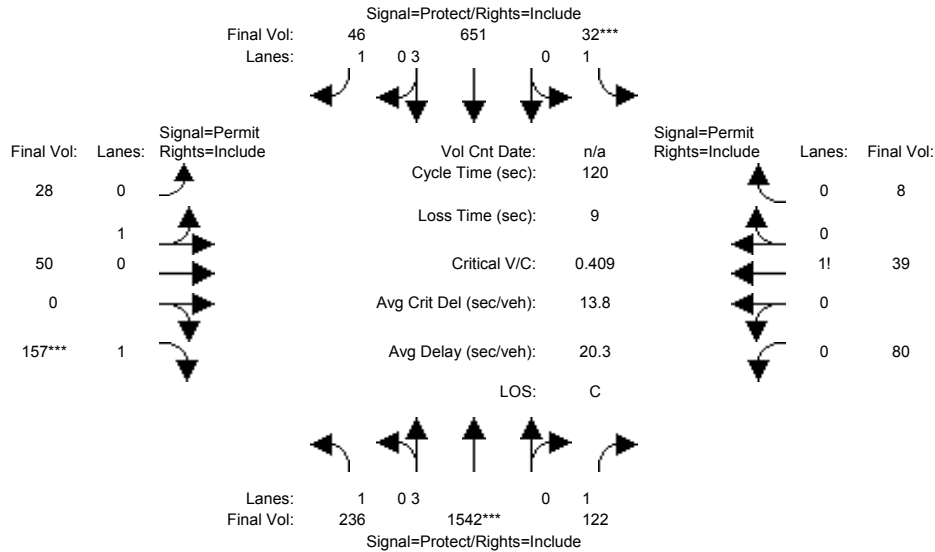 Signal=Protect/Rights=Include
Final Vol: 46 651 32***
Lanes: 1 0 3 0 1
Signal=Permit Signal=Permit
Final Vol: Lanes: Rights=Include Vol Cnt Date: n/a Rights=Include Lanes: Final Vol:
Cycle Time (sec): 120
28 0 0 8
Loss Time (sec): 9
1 0
50 0 Critical V/C: 0.409 1! 39
0 Avg Crit Del (sec/veh): 13.8 0
157*** 1 Avg Delay (sec/veh): 20.3 0 80
LOS: C
Lanes: 1 0 3 0 1
Final Vol: 236 1542*** 122
Signal=Protect/Rights=Include